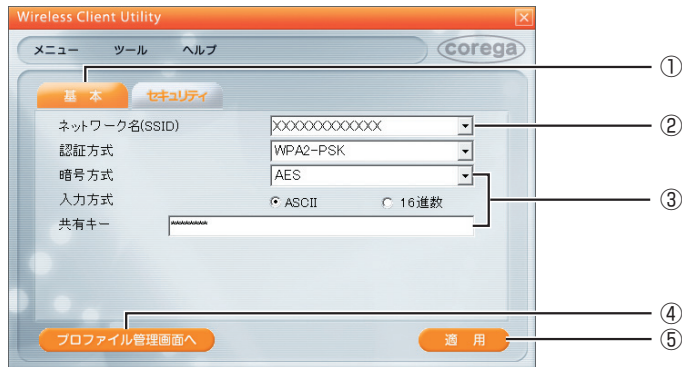 Wireless Client Utility
メニュー ツール ヘルプ corega
①
基本 セキュリティ
ネットワーク名(SSID) XXXXXXXXXXXX ②
認証方式 WPA2-PSK
暗号方式 AES
入力方式 ASCII 16進数 ③
共有キー ********
④
プロファイル管理画面へ 適用 ⑤